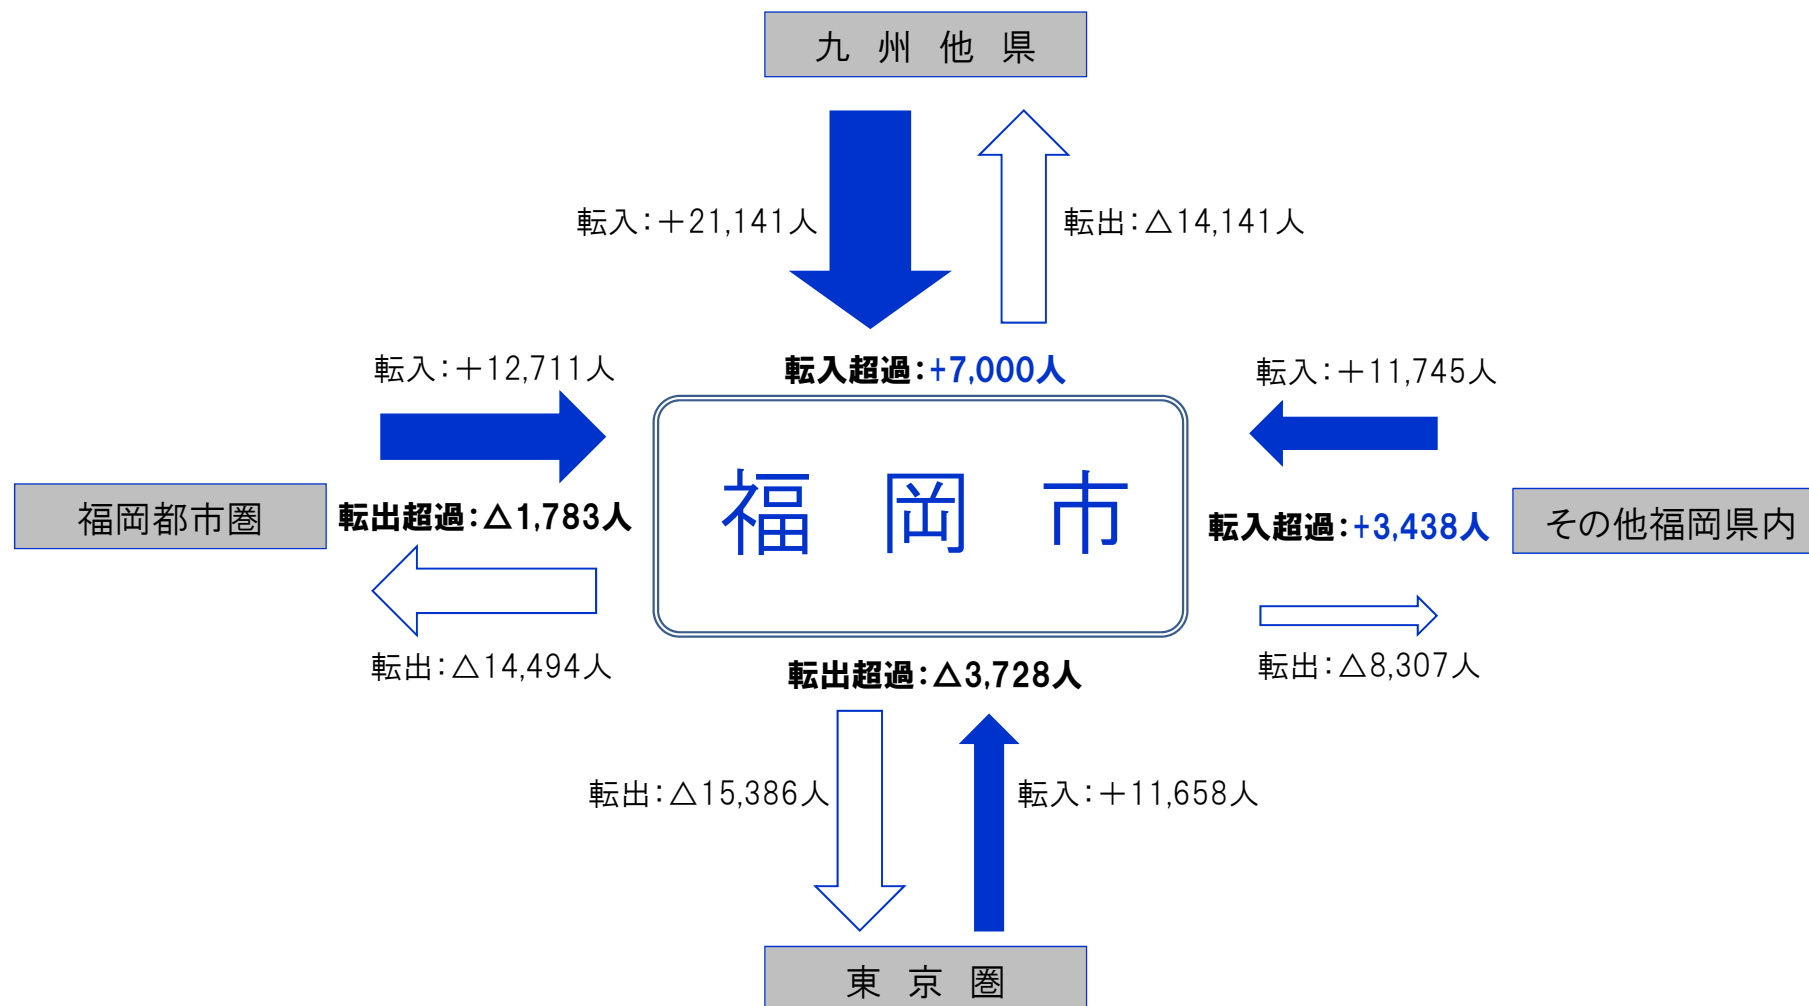 九州他県
転入:＋21,141人
転出:△14,141人
転入:＋12,711人
転入超過:+7,000人
転入:＋11,745人
福岡都市圏
転出超過:△1,783人
福岡市
転入超過:+3,438人
その他福岡県内
転出:△14,494人
転出超過:△3,728人
転出:△8,307人
転出:△15,386人
転入:＋11,658人
東京圏